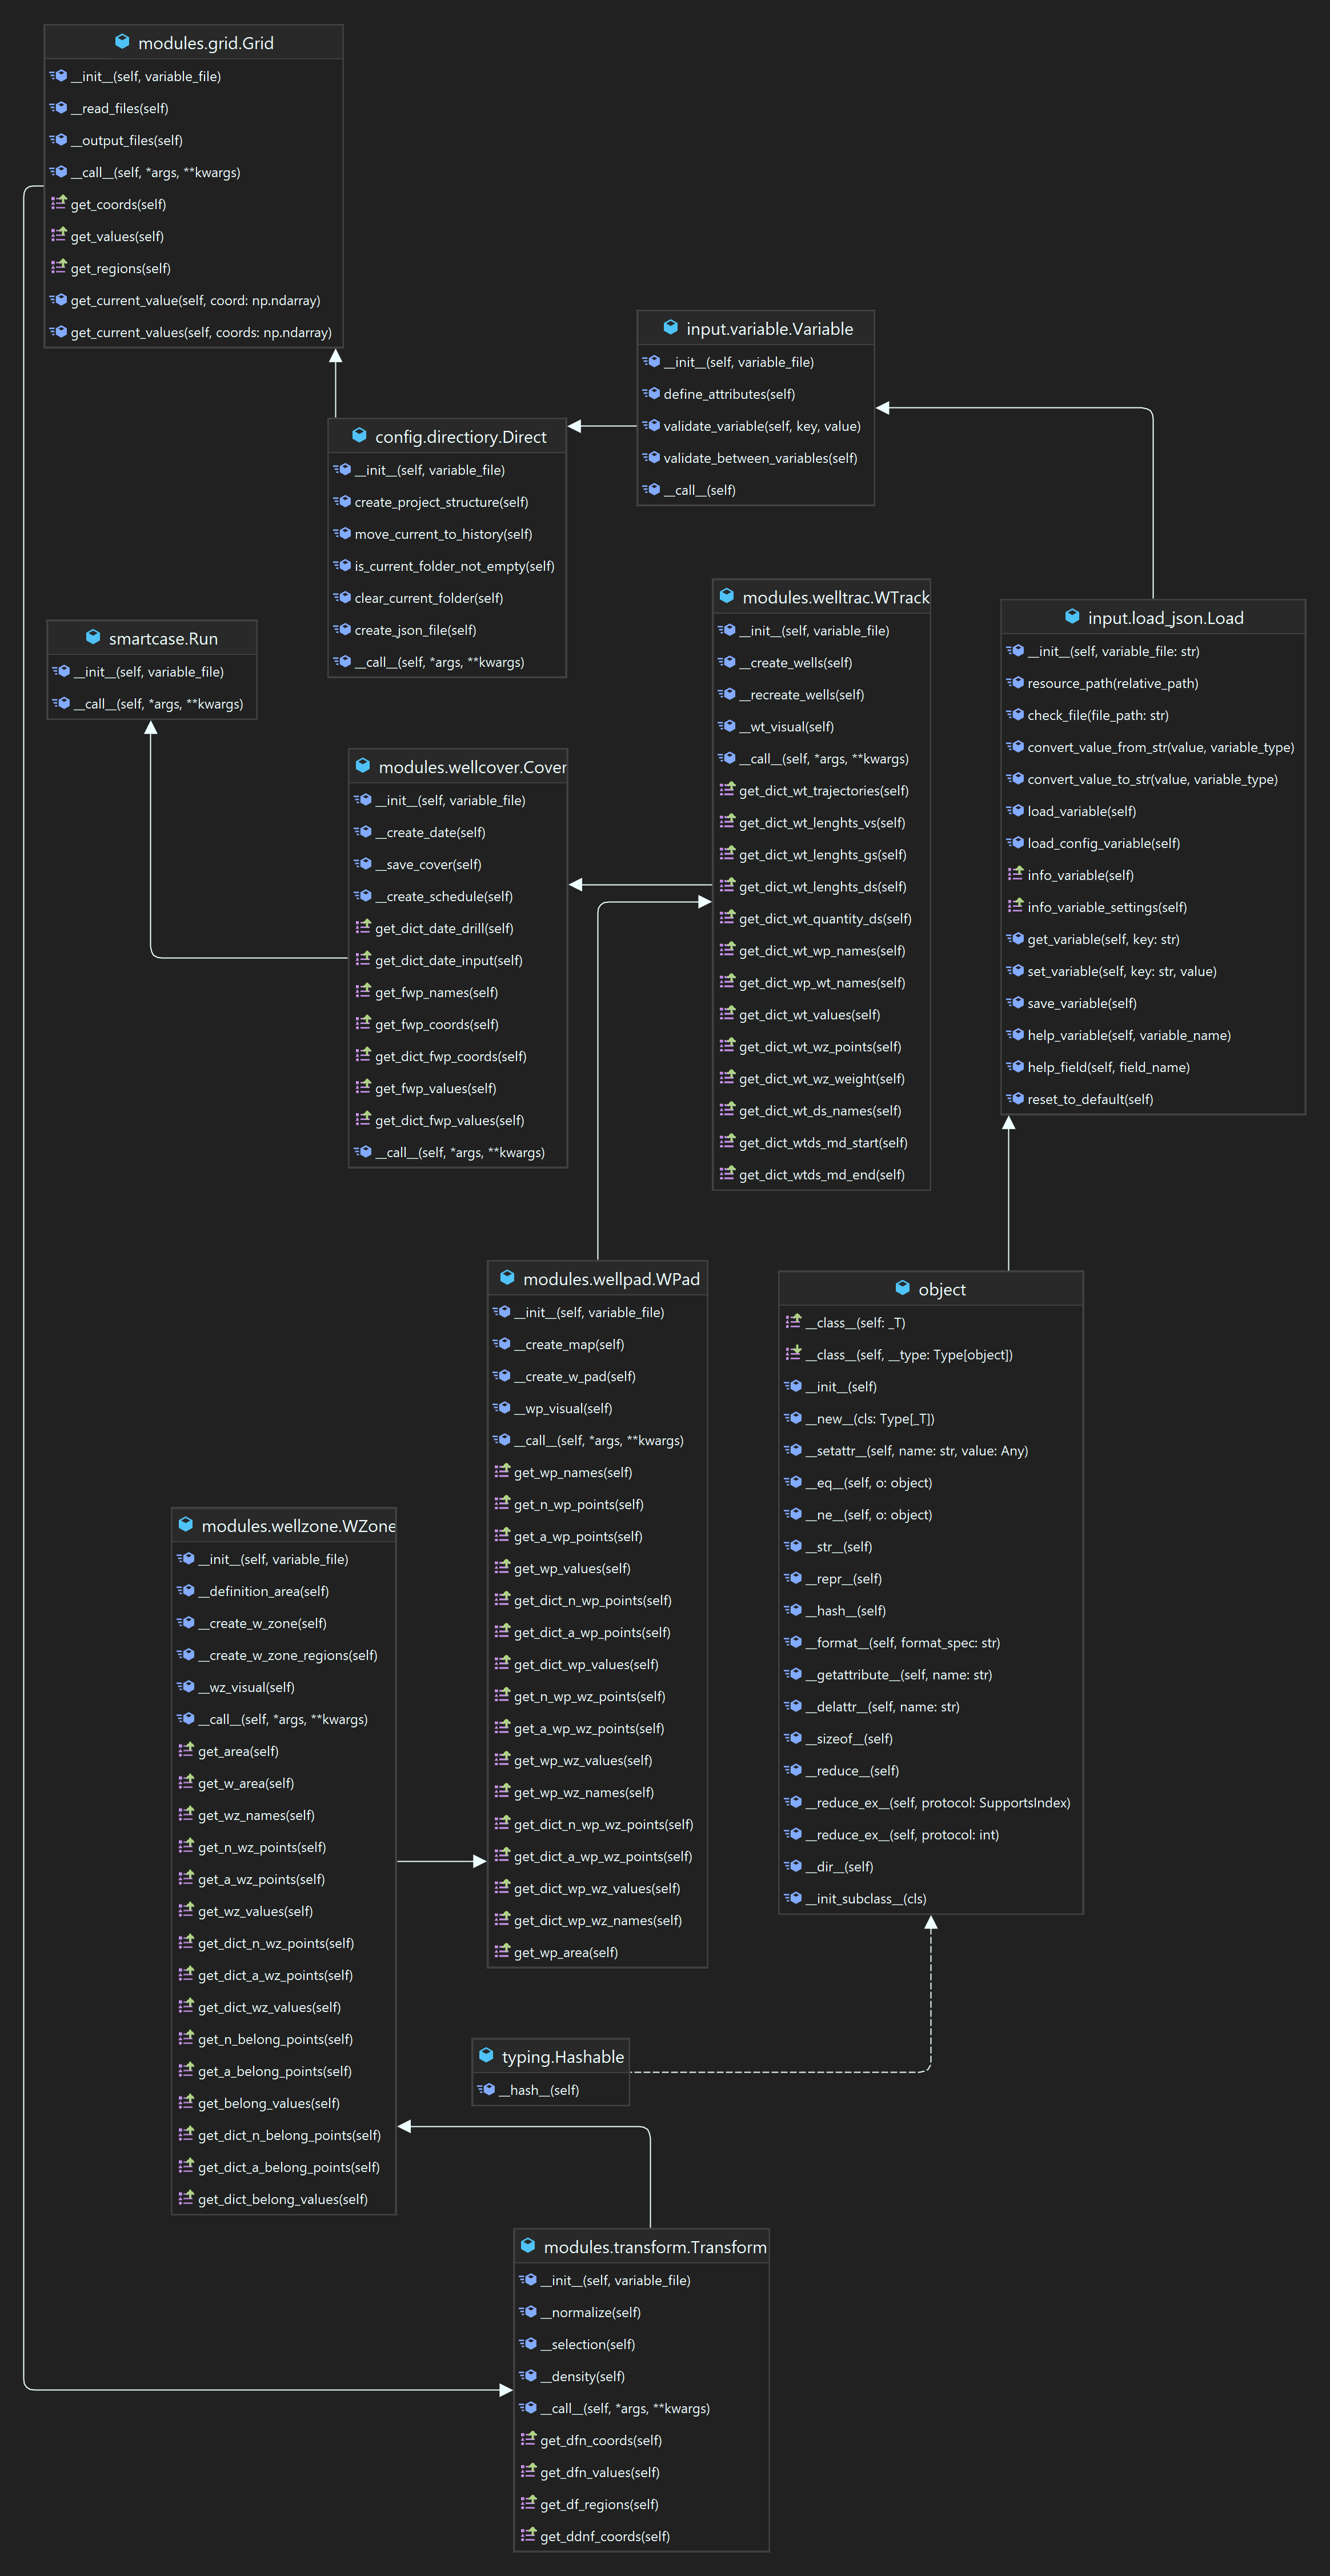 modules.grid.Grid
__init__(self, variable_file)
__read_files(self)
__output_files(self)
__call__(self, *args, **kwargs)
get_coords(self)
get_values(self)
get_regions(self)
get_current_value(self, coord: np.ndarray)
get_current_values(self, coords: np.ndarray)
input.variable.Variable
__init__(self, variable_file)
define_attributes(self)
validate_variable(self, key, value)
validate_between_variables(self)
__call__(self)
config.directiory.Direct
__init__(self, variable_file)
create_project_structure(self)
move_current_to_history(self)
is_current_folder_not_empty(self)
clear_current_folder(self)
create_json_file(self)
__call__(self, *args, **kwargs)
smartcase.Run
__init__(self, variable_file)
__call__(self, *args, **kwargs)
modules.welltrac.WTrack
__init__(self, variable_file)
__create_wells(self)
__recreate_wells(self)
__wt_visual(self)
__call__(self, *args, **kwargs)
get_dict_wt_trajectories(self)
get_dict_wt_lenghts_vs(self)
get_dict_wt_lenghts_gs(self)
get_dict_wt_lenghts_ds(self)
get_dict_wt_quantity_ds(self)
get_dict_wt_wp_names(self)
get_dict_wp_wt_names(self)
get_dict_wt_values(self)
get_dict_wt_wz_points(self)
get_dict_wt_wz_weight(self)
get_dict_wt_ds_names(self)
get_dict_wtds_md_start(self)
get_dict_wtds_md_end(self)
input.load_json.Load
__init__(self, variable_file: str)
resource_path(relative_path)
check_file(file_path: str)
convert_value_from_str(value, variable_type)
convert_value_to_str(value, variable_type)
load_variable(self)
load_config_variable(self)
info_variable(self)
info_variable_settings(self)
get_variable(self, key: str)
set_variable(self, key: str, value)
save_variable(self)
help_variable(self, variable_name)
help_field(self, field_name)
reset_to_default(self)
modules.wellcover.Cover
__init__(self, variable_file)
__create_date(self)
__save_cover(self)
__create_schedule(self)
get_dict_date_drill(self)
get_dict_date_input(self)
get_fwp_names(self)
get_fwp_coords(self)
get_dict_fwp_coords(self)
get_fwp_values(self)
get_dict_fwp_values(self)
__call__(self, *args, **kwargs)
modules.wellpad.WPad
__init__(self, variable_file)
__create_map(self)
__create_w_pad(self)
__wp_visual(self)
__call__(self, *args, **kwargs)
get_wp_names(self)
get_n_wp_points(self)
get_a_wp_points(self)
get_wp_values(self)
get_dict_n_wp_points(self)
get_dict_a_wp_points(self)
get_dict_wp_values(self)
get_n_wp_wz_points(self)
get_a_wp_wz_points(self)
get_wp_wz_values(self)
get_wp_wz_names(self)
get_dict_n_wp_wz_points(self)
get_dict_a_wp_wz_points(self)
get_dict_wp_wz_values(self)
get_dict_wp_wz_names(self)
get_wp_area(self)
object
__class__(self: _T)
__class__(self, __type: Type[object])
__init__(self)
__new__(cls: Type[_T])
__setattr__(self, name: str, value: Any)
__eq__(self, o: object)
__ne__(self, o: object)
__str__(self)
__repr__(self)
__hash__(self)
__format__(self, format_spec: str)
__getattribute__(self, name: str)
__delattr__(self, name: str)
__sizeof__(self)
__reduce__(self)
__reduce_ex__(self, protocol: SupportsIndex)
__reduce_ex__(self, protocol: int)
__dir__(self)
__init_subclass__(cls)
modules.wellzone.WZone
__init__(self, variable_file)
__definition_area(self)
__create_w_zone(self)
__create_w_zone_regions(self)
__wz_visual(self)
__call__(self, *args, **kwargs)
get_area(self)
get_w_area(self)
get_wz_names(self)
get_n_wz_points(self)
get_a_wz_points(self)
get_wz_values(self)
get_dict_n_wz_points(self)
get_dict_a_wz_points(self)
get_dict_wz_values(self)
get_n_belong_points(self)
get_a_belong_points(self)
get_belong_values(self)
get_dict_n_belong_points(self)
get_dict_a_belong_points(self)
get_dict_belong_values(self)
typing.Hashable
__hash__(self)
modules.transform.Transform
__init__(self, variable_file)
__normalize(self)
__selection(self)
__density(self)
__call__(self, *args, **kwargs)
get_dfn_coords(self)
get_dfn_values(self)
get_df_regions(self)
get_ddnf_coords(self)